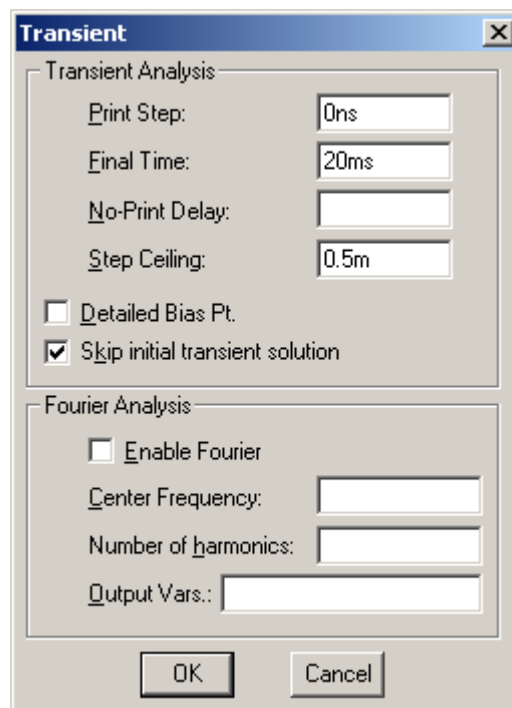 Transient
Transient Analysis
Print Step: 0ns
Final Time: 20ms
No-Print Delay:
Step Ceiling: 0.5m
Detailed Bias Pt.
Skip initial transient solution
Fourier Analysis
Enable Fourier
Center Frequency:
Number of harmonics:
Output Vars.:
OK Cancel